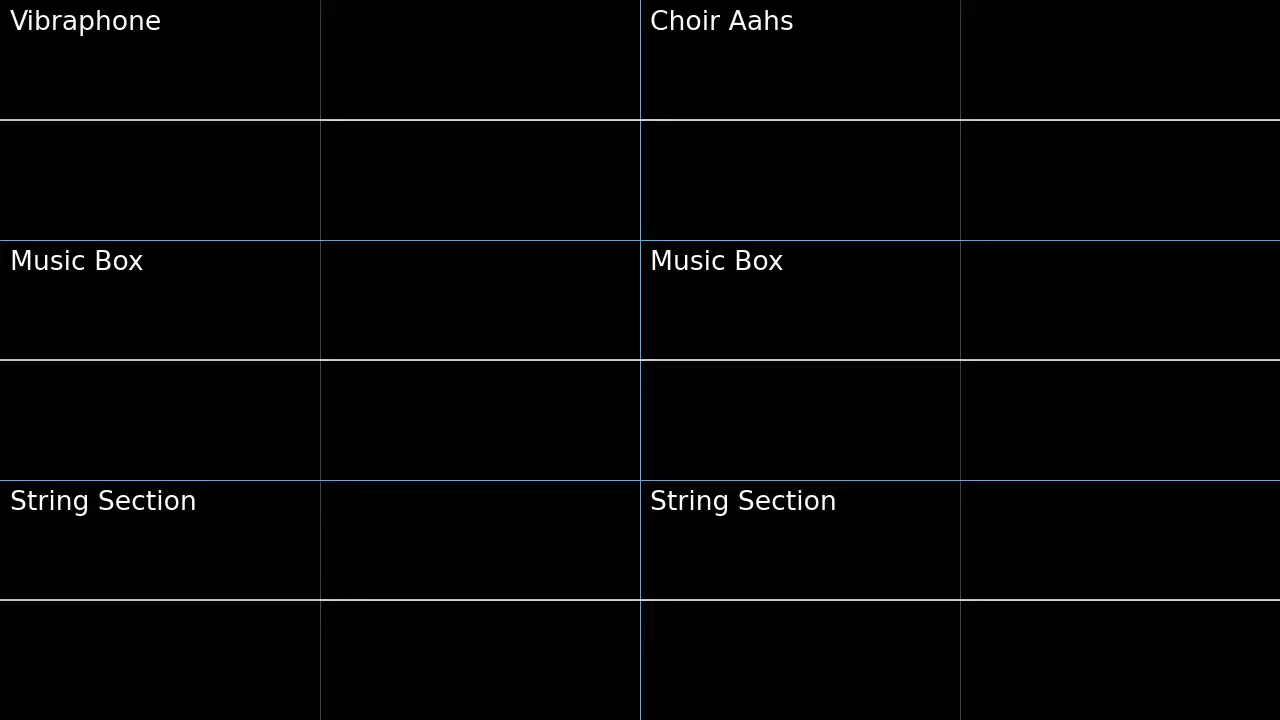 Vibraphone
Choir Aahs
Music Box
Music Box
String Section
String Section